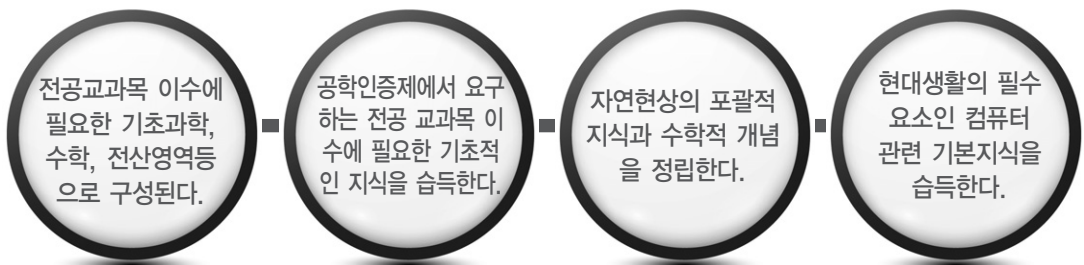 전공교과목 이수에
필요한 기초과학,
수학, 전산영역등
으로 구성된다.
공학인증제에서 요구
하는 전공 교과목 이
수에 필요한 기초적
인 지식을 습득한다.
자연현상의 포괄적
지식과 수학적 개념
을 정립한다.
현대생활의 필수
요소인 컴퓨터
관련 기본지식을
습득한다.